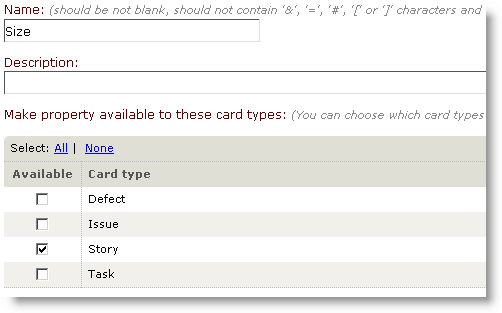 Name: (should be not blank, should not contain '&', '=', '#', '[' or ']' characters and
Size
Description:
Make property available to these card types: (You can choose which card types
Select: All | None
Available Card type
Defect
Issue
Story
Task